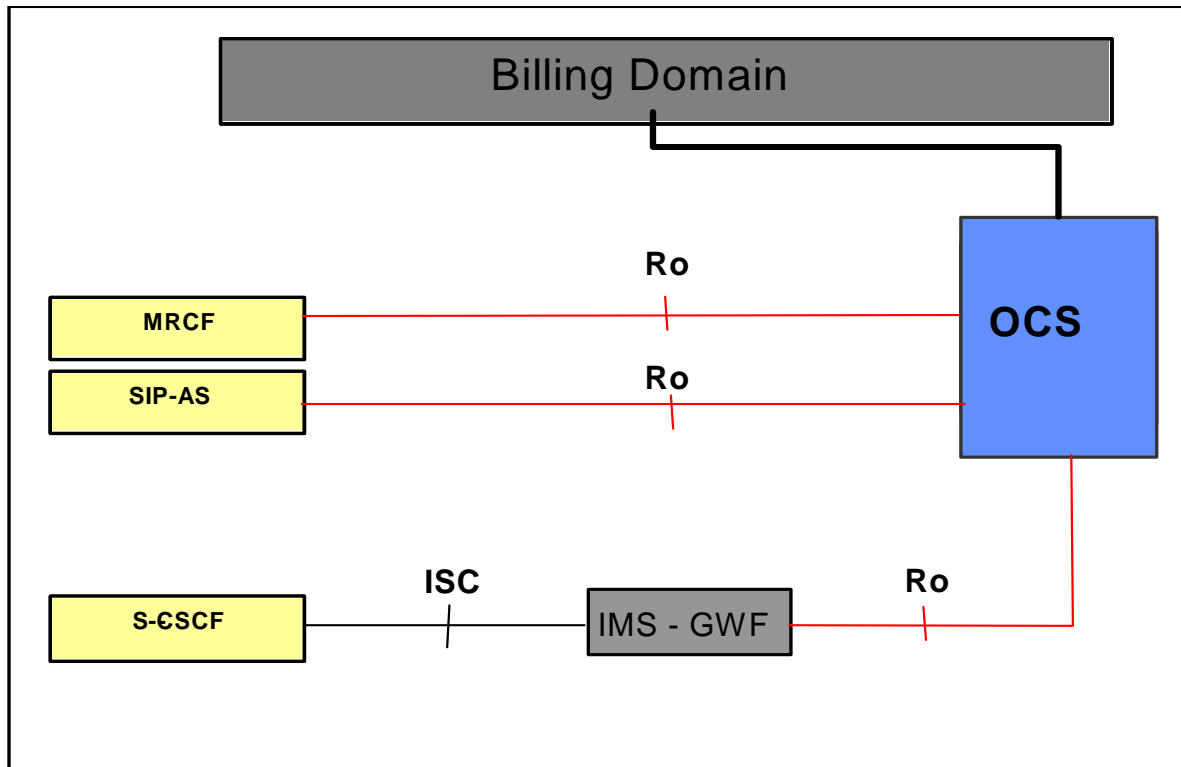 Billing Domain
Ro
MRCF
OCS
Ro
SIP-AS
ISC
Ro
S-CSCF
IMS - GWF